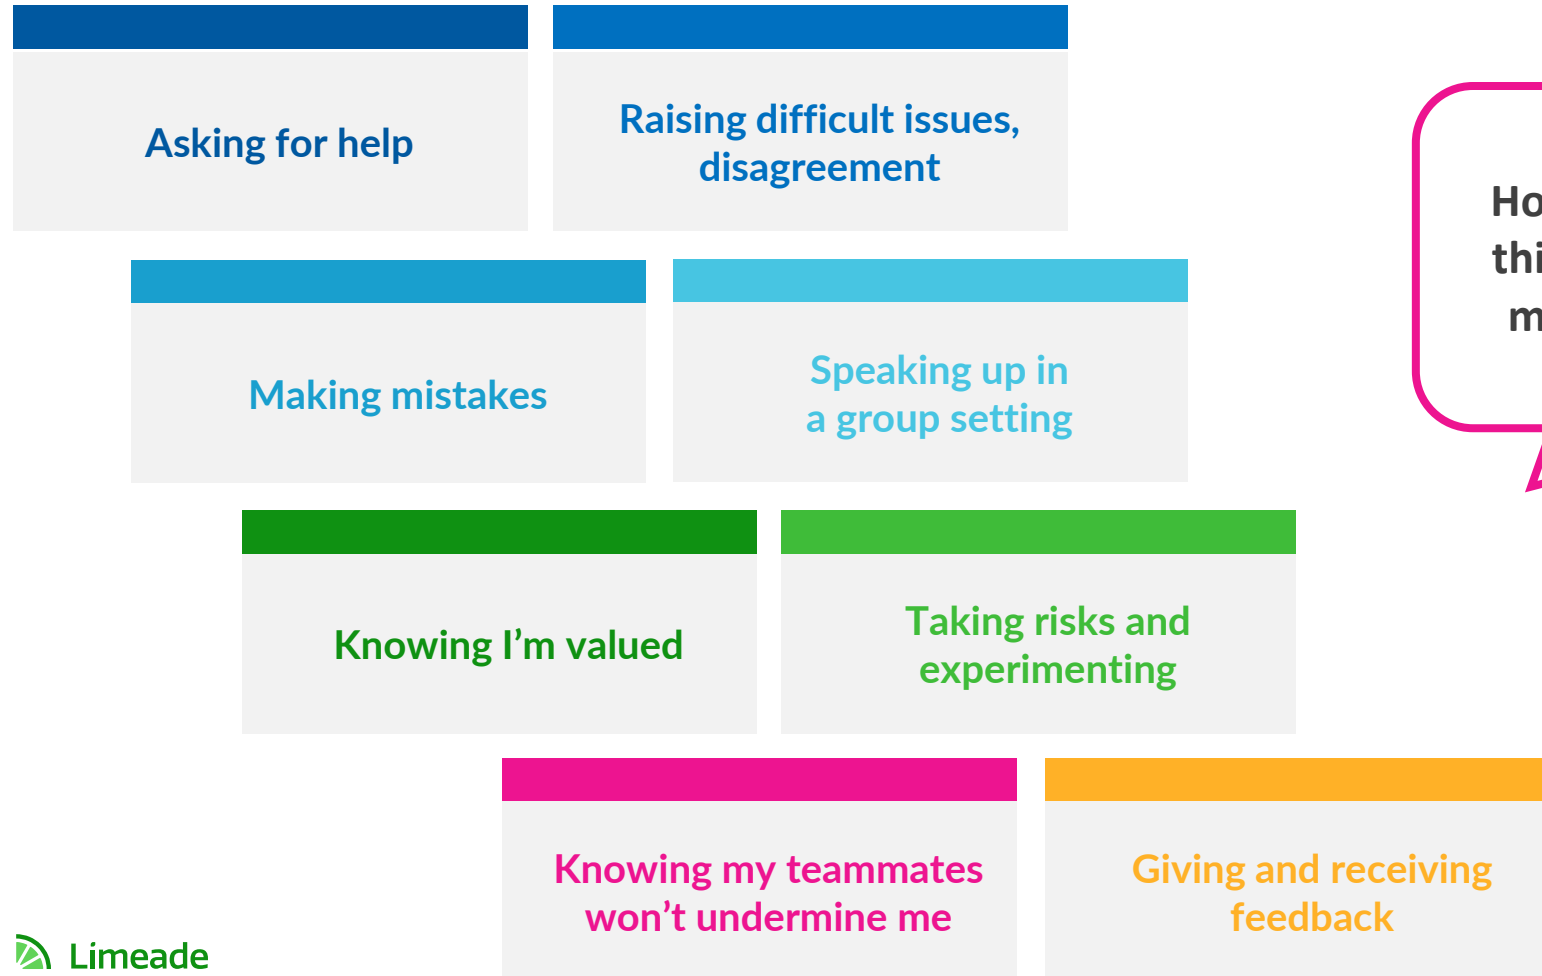 Asking for help
Raising difficult issues,
disagreement
Making mistakes
Speaking up in
a group setting
Knowing I’m valued
Taking risks and
experimenting
Knowing my teammates
won’t undermine me
Giving and receiving
feedback
Limeade